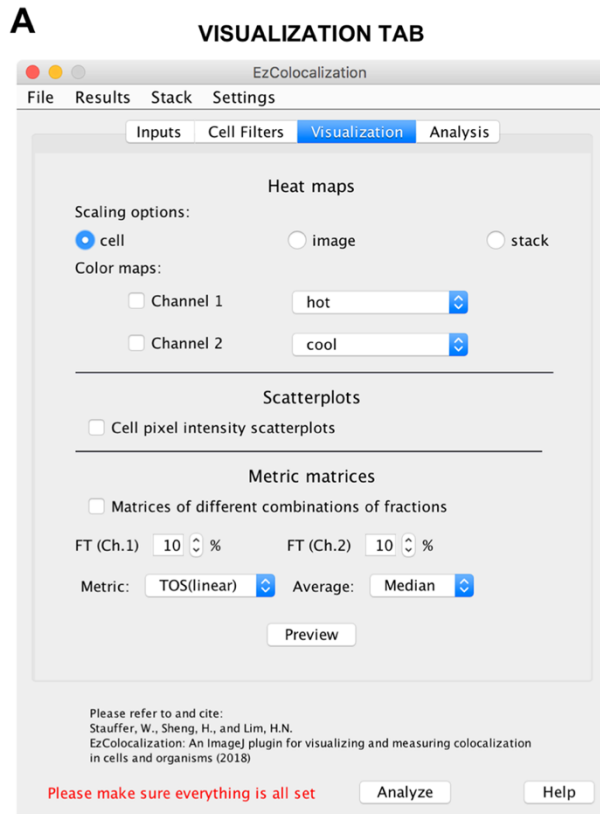 A
VISUALIZATION TAB
EzColocalization
File Results Stack Settings
Inputs Cell Filters Visualization Analysis
Heat maps
Scaling options:
cell image stack
Color maps:
Channel 1 hot
Channel 2 cool
Scatterplots
Cell pixel intensity scatterplots
Metric matrices
Matrices of different combinations of fractions
FT (Ch.1) 10 % FT (Ch.2) 10 %
Metric: TOS(linear) Average: Median
Preview
Please refer to and cite:
Stauffer, W., Sheng, H., and Lim, H.N.
EzColocalization: An ImageJ plugin for visualizing and measuring colocalization
in cells and organisms (2018)
Please make sure everything is all set Analyze Help